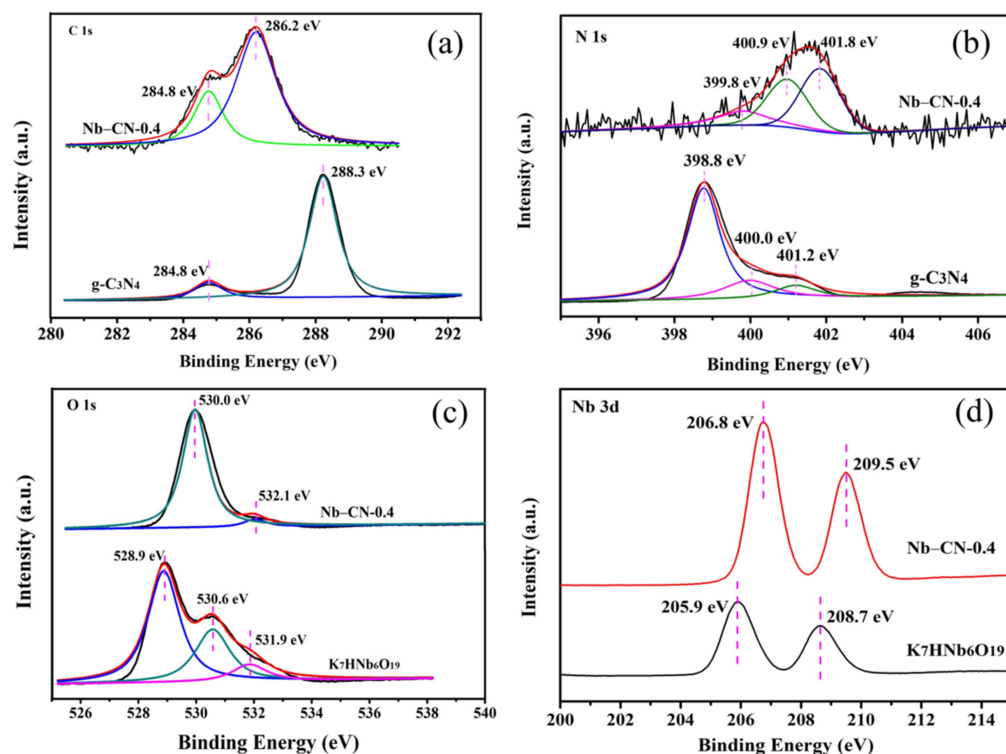 C 1s
(a)
286.2 eV
284.8 eV
Nb–CN-0.4
288.3 eV
284.8 eV
g-C3N4
280 282 284 286 288 290 292
Binding Energy (eV)
Intensity (a.u.)
N 1s
(b)
400.9 eV 401.8 eV
399.8 eV
Nb–CN-0.4
398.8 eV
400.0 eV
401.2 eV
g-C3N4
396 398 400 402 404 406
Binding Energy (eV)
Intensity (a.u.)
O 1s
(c)
530.0 eV
532.1 eV
Nb–CN-0.4
528.9 eV
530.6 eV
531.9 eV
K7HNb6O19
526 528 530 532 534 536 538 540
Binding Energy (eV)
Intensity (a.u.)
Nb 3d
(d)
206.8 eV
209.5 eV
Nb–CN-0.4
205.9 eV
208.7 eV
K7HNb6O19
200 202 204 206 208 210 212 214
Binding Energy (eV)
Intensity (a.u.)